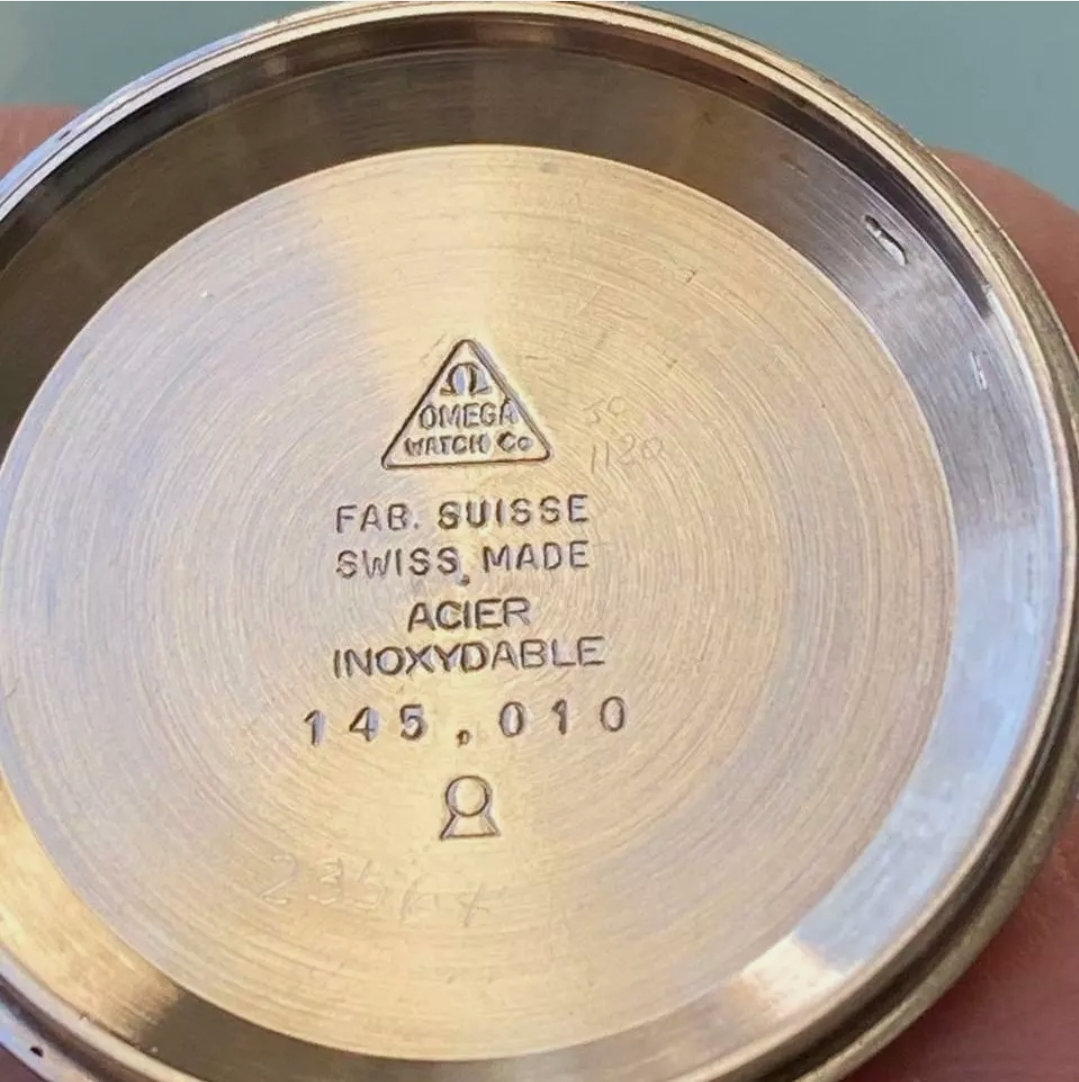 Ω
OMEGA
WATCH Co
FAB. SUISSE
SWISS MADE
ACIER
INOXYDABLE
145.010